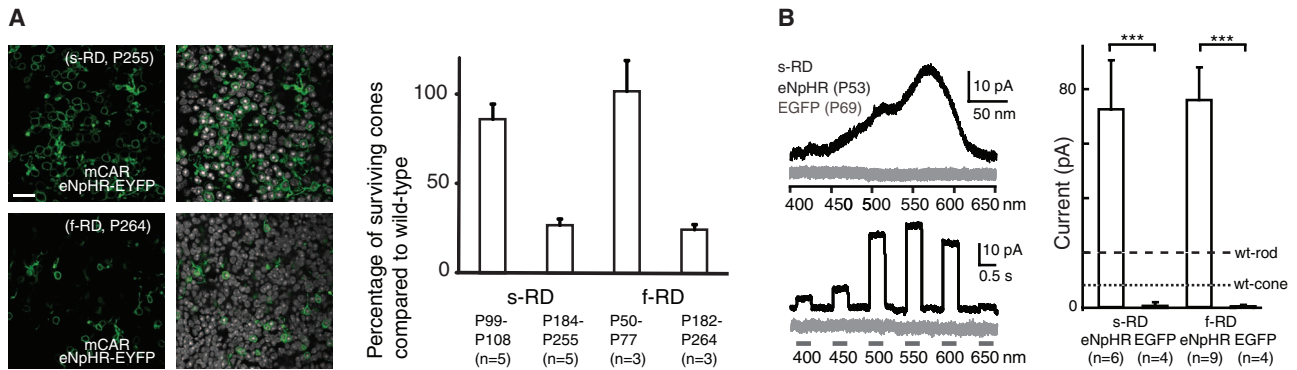 A
(s-RD, P255)
mCAR
eNpHR-EYFP
(f-RD, P264)
mCAR
eNpHR-EYFP
Percentage of surviving cones
compared to wild-type
100
50
0
s-RD
f-RD
P99-
P108
(n=5)
P184-
P255
(n=5)
P50-
P77
(n=3)
P182-
P264
(n=3)
B
s-RD
eNpHR (P53)
EGFP (P69)
10 pA
50 nm
400 450 500 550 600 650 nm
10 pA
0.5 s
400 450 500 550 600 650 nm
Current (pA)
80
0
***
***
wt-rod
wt-cone
s-RD f-RD
eNpHR EGFP eNpHR EGFP
(n=6) (n=4) (n=9) (n=4)